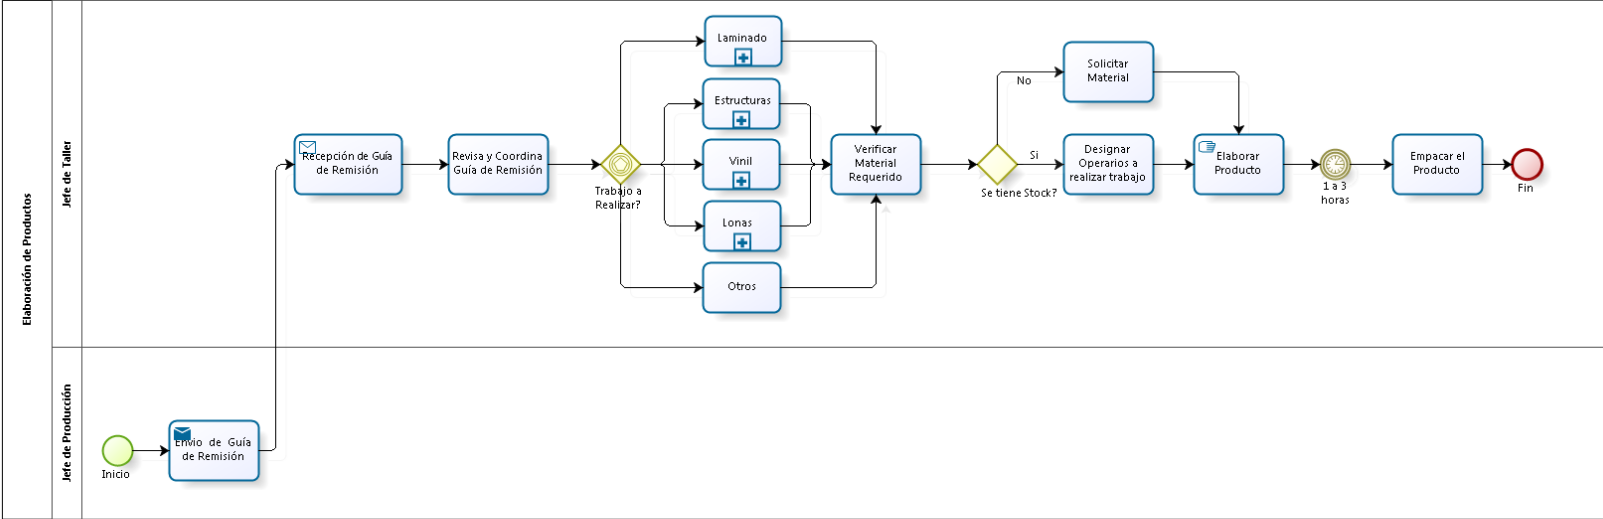 Elaboración de Productos
Jefe de Taller
Recepción de Guía
de Remisión
Revisa y Coordina
Guía de Remisión
Trabajo a
Realizar?
Laminado
Estructuras
Vinil
Lonas
Otros
Verificar
Material
Requerido
Se tiene Stock?
No
Si
Solicitar
Material
Designar
Operarios a
realizar trabajo
Elaborar
Producto
1 a 3
horas
Empacar el
Producto
Fin
Jefe de Producción
Inicio
Envio de Guía
de Remisión